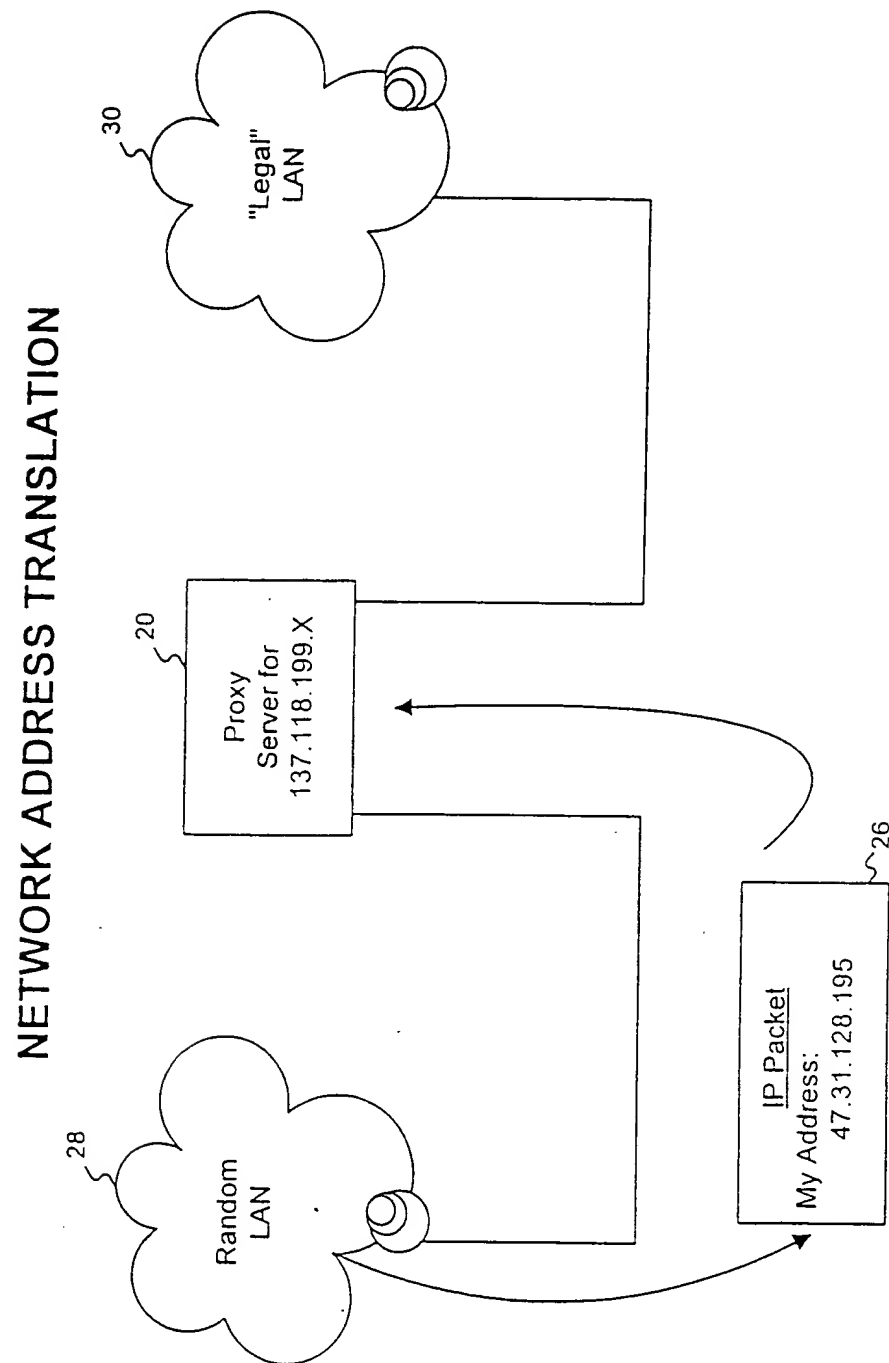 NETWORK ADDRESS TRANSLATION
28
Random
LAN
20
Proxy
Server for
137.118.199.X
30
"Legal"
LAN
IP Packet
My Address:
47.31.128.195
26